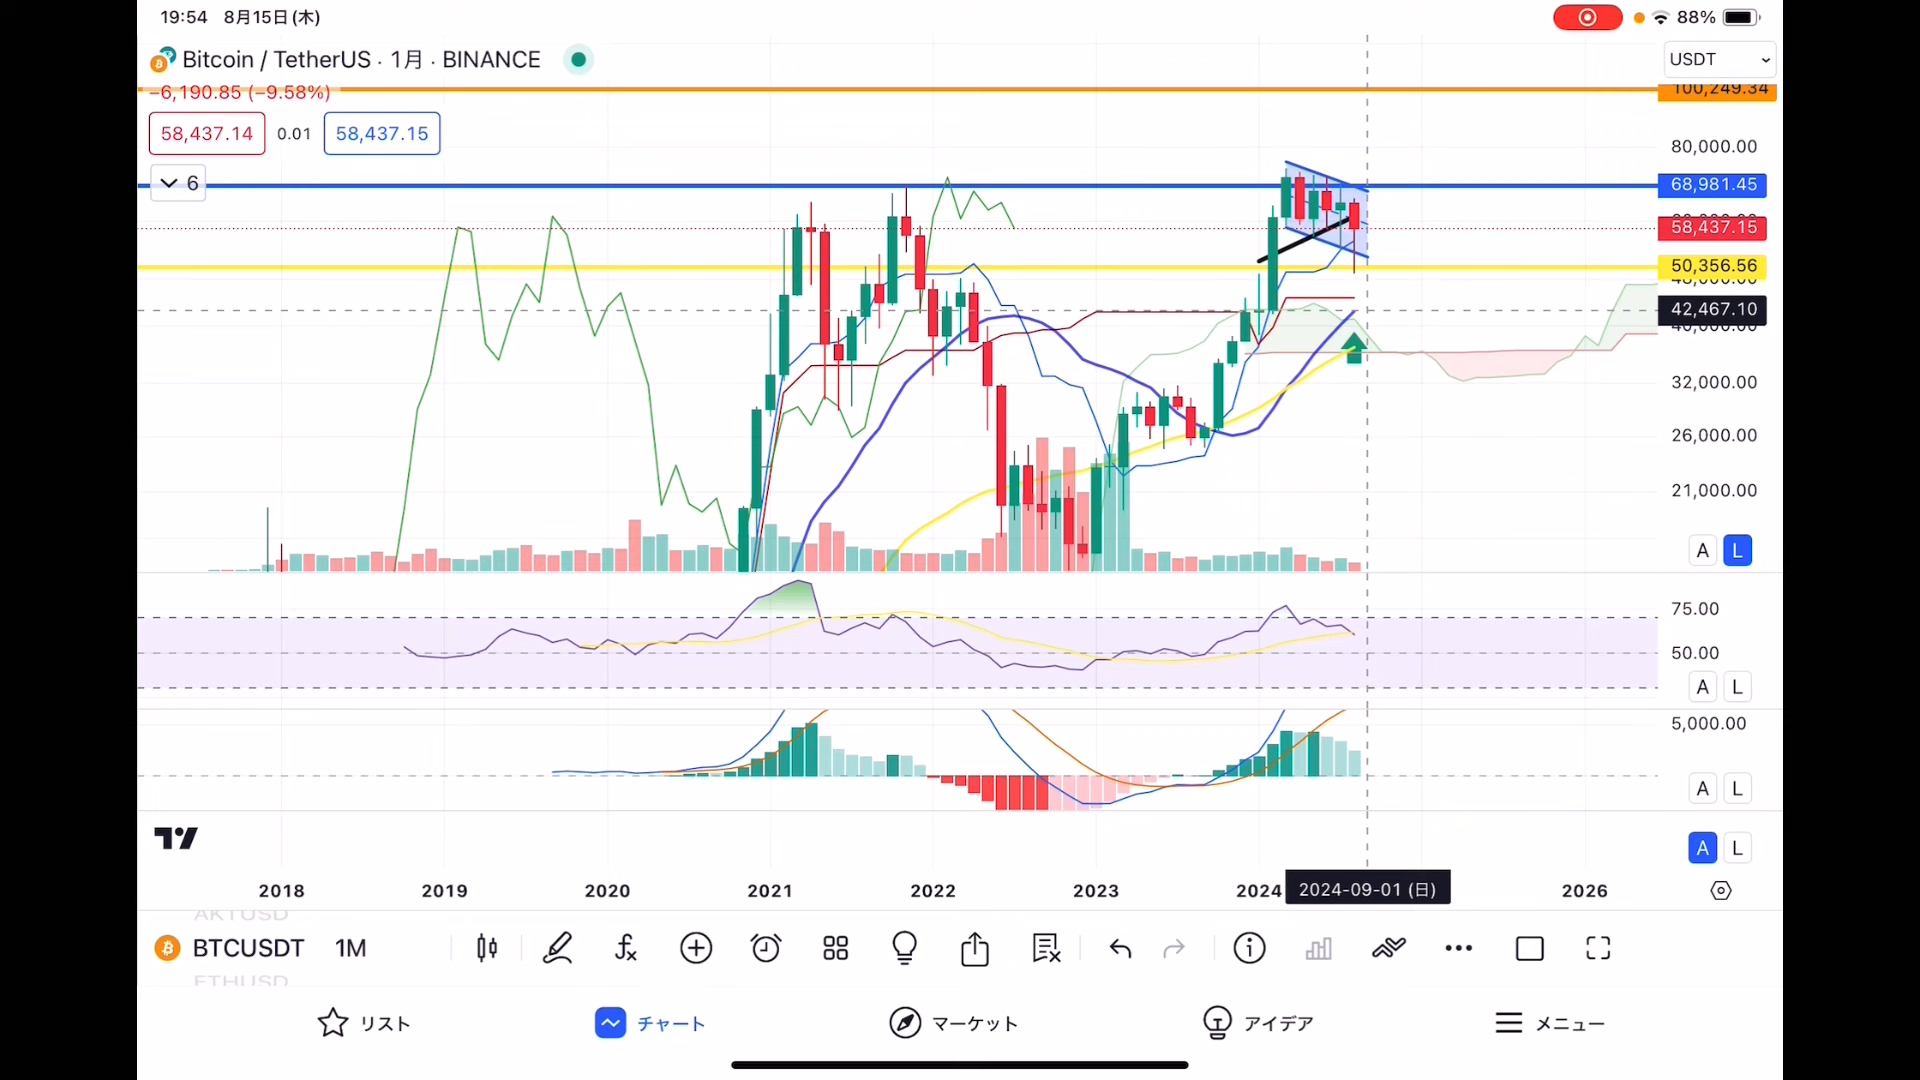 19:54 8月15日(木)
88%
Bitcoin / TetherUS · 1月 · BINANCE
USDT
−6,190.85 (−9.58%)
100,249.34
58,437.14
0.01
58,437.15
80,000.00
6
68,981.45
58,437.15
50,356.56
42,467.10
40,000.00
32,000.00
26,000.00
21,000.00
A L
75.00
50.00
A L
5,000.00
A L
A L
2018 2019 2020 2021 2022 2023 2024 2024-09-01 (日) 2026
AKTUSD
BTCUSDT 1M
ETHUSD
リスト チャート マーケット アイデア メニュー